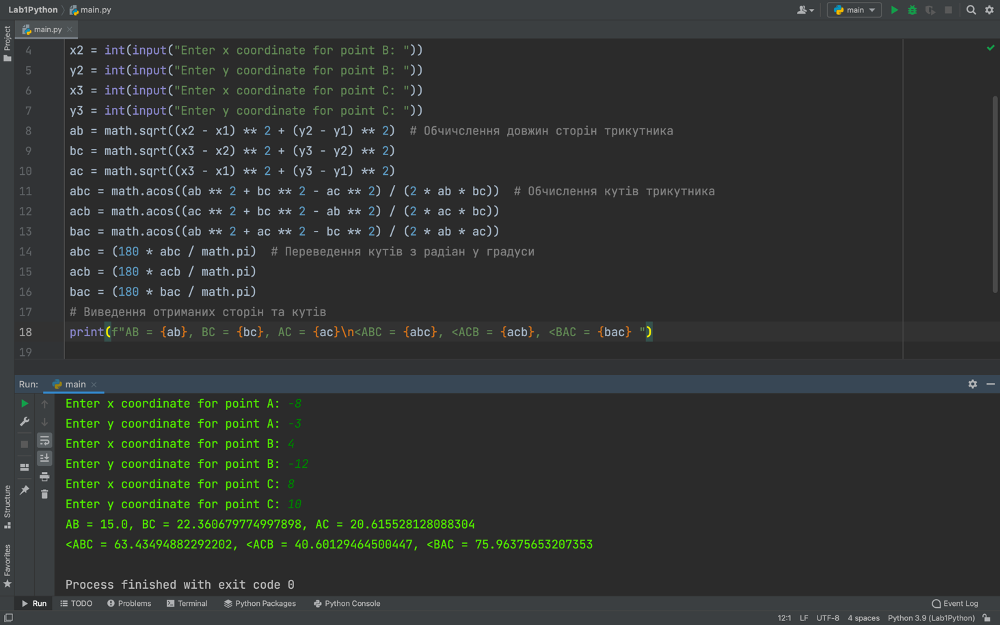 Lab1Python main.py
main
Project
main.py
4 x2 = int(input("Enter x coordinate for point B: "))
5 y2 = int(input("Enter y coordinate for point B: "))
6 x3 = int(input("Enter x coordinate for point C: "))
7 y3 = int(input("Enter y coordinate for point C: "))
8 ab = math.sqrt((x2 - x1) ** 2 + (y2 - y1) ** 2)  # Обчичслення довжин сторін трикутника
9 bc = math.sqrt((x3 - x2) ** 2 + (y3 - y2) ** 2)
10 ac = math.sqrt((x3 - x1) ** 2 + (y3 - y1) ** 2)
11 abc = math.acos((ab ** 2 + bc ** 2 - ac ** 2) / (2 * ab * bc))  # Обчислення кутів трикутника
12 acb = math.acos((ac ** 2 + bc ** 2 - ab ** 2) / (2 * ac * bc))
13 bac = math.acos((ab ** 2 + ac ** 2 - bc ** 2) / (2 * ab * ac))
14 abc = (180 * abc / math.pi)  # Переведення кутів з радіан у градуси
15 acb = (180 * acb / math.pi)
16 bac = (180 * bac / math.pi)
17 # Виведення отриманих сторін та кутів
18 print(f"AB = {ab}, BC = {bc}, AC = {ac}\n<ABC = {abc}, <ACB = {acb}, <BAC = {bac} ")
19
Run: main
Enter x coordinate for point A: -8
Enter y coordinate for point A: -3
Enter x coordinate for point B: 4
Enter y coordinate for point B: -12
Enter x coordinate for point C: 8
Enter y coordinate for point C: 10
AB = 15.0, BC = 22.360679774997898, AC = 20.615528128088304
<ABC = 63.43494882292202, <ACB = 40.60129464500447, <BAC = 75.96375653207353
Process finished with exit code 0
Structure
Favorites
Run TODO Problems Terminal Python Packages Python Console Event Log
12:1 LF UTF-8 4 spaces Python 3.9 (Lab1Python)